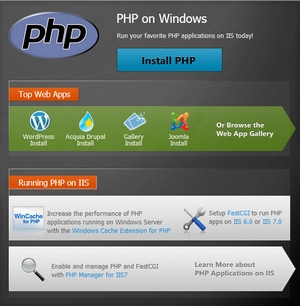 php
PHP on Windows
Run your favorite PHP applications on IIS today!
Install PHP
Top Web Apps
WordPress
Install
Acquia Drupal
Install
Gallery
Install
Joomla
Install
Or Browse the
Web App Gallery
Running PHP on IIS
WinCache
for PHP
Increase the performance of PHP
applications running on Windows Server
with the Windows Cache Extension for PHP
Setup FastCGI to run PHP
apps on IIS 6.0 or IIS 7.0
Enable and manage PHP and FastCGI
with PHP Manager for IIS7
Learn More about
PHP Applications on IIS